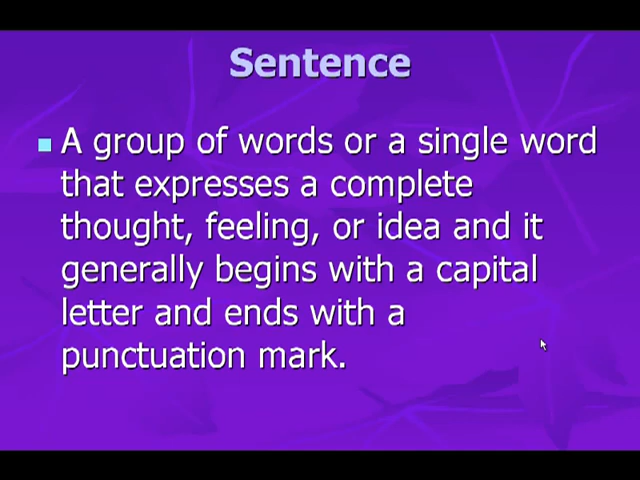 Sentence
A group of words or a single word
that expresses a complete
thought, feeling, or idea and it
generally begins with a capital
letter and ends with a
punctuation mark.